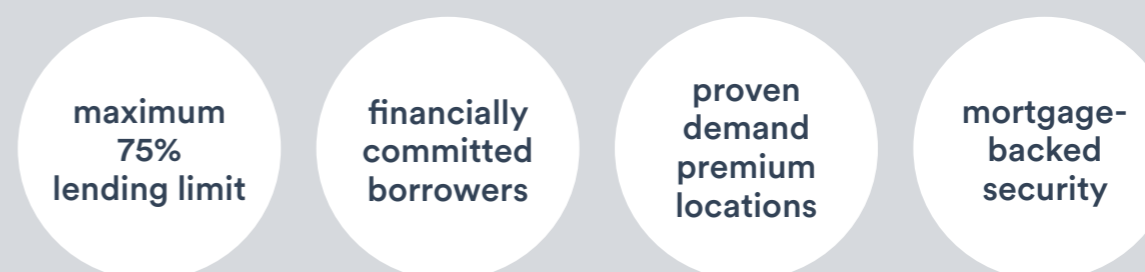 maximum
75%
lending limit
financially
committed
borrowers
proven
demand
premium
locations
mortgage-
backed
security